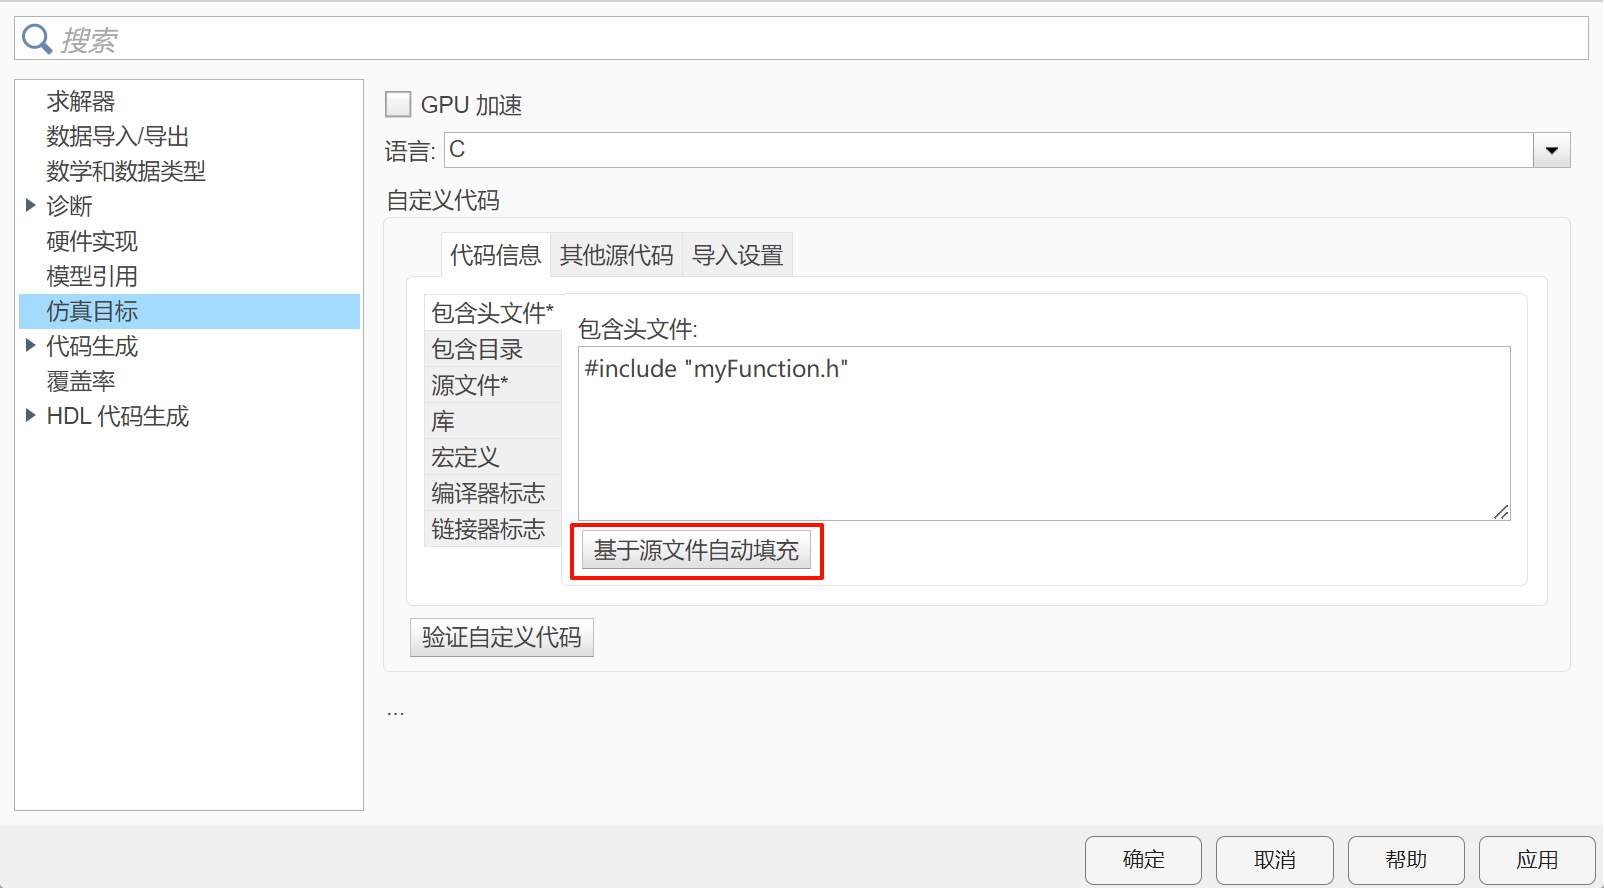 搜索
求解器
数据导入/导出
数学和数据类型
诊断
硬件实现
模型引用
仿真目标
代码生成
覆盖率
HDL 代码生成
GPU 加速
语言: C
自定义代码
代码信息 其他源代码 导入设置
包含头文件*
包含目录
源文件*
库
宏定义
编译器标志
链接器标志
包含头文件:
#include "myFunction.h"
基于源文件自动填充
验证自定义代码
...
确定 取消 帮助 应用